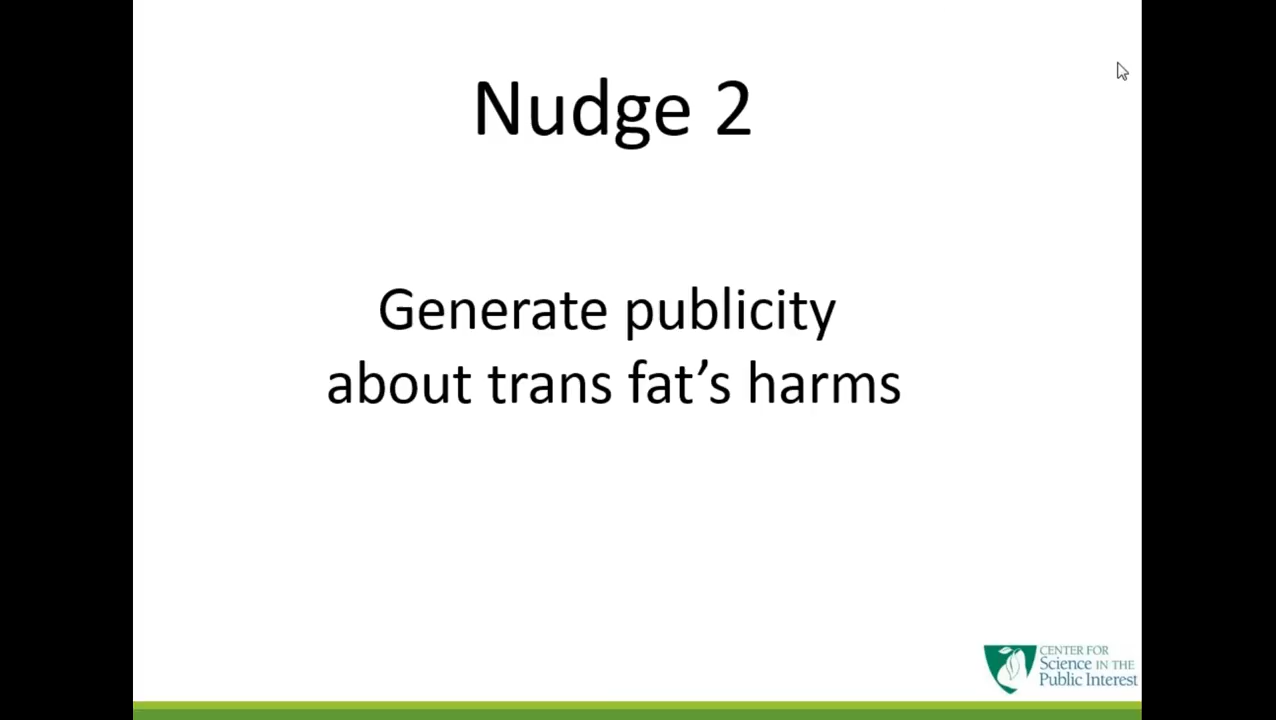 Nudge 2
Generate publicity
about trans fat’s harms
CENTER FOR
Science IN THE
Public Interest